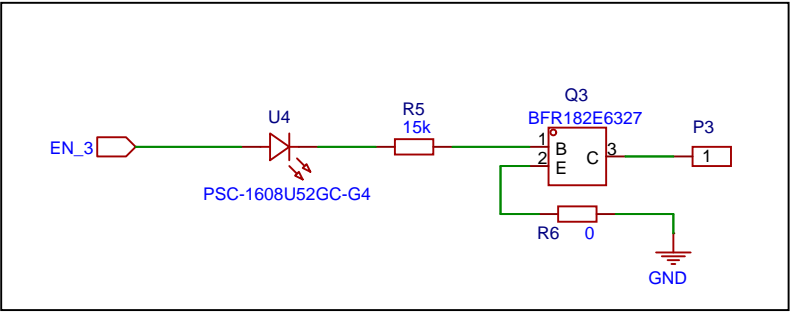 Q3
BFR182E6327
U4
R5
15k
P3
EN_3
1
B
3
1
2
E
C
PSC-1608U52GC-G4
R6
0
GND